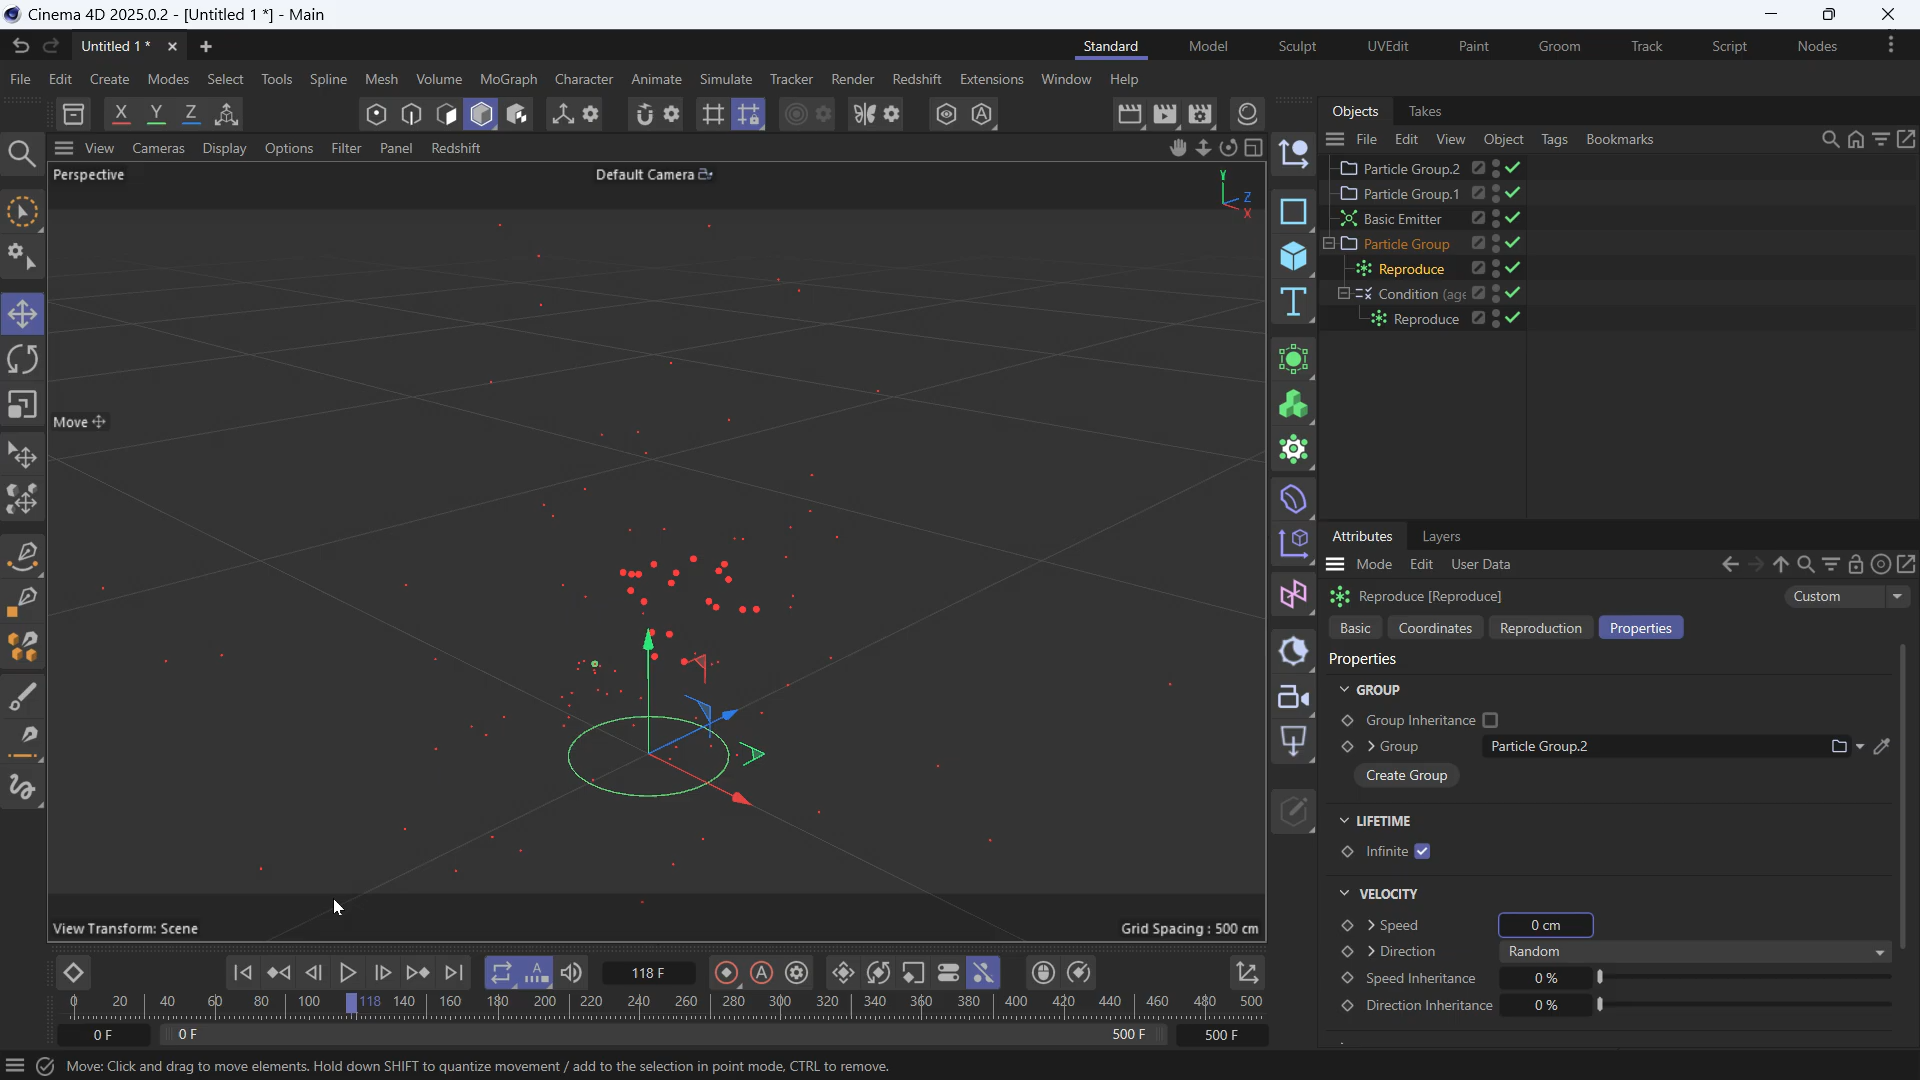 Cinema 4D 2025.0.2 - [Untitled 1 *] - Main
Untitled 1 *
Standard Model Sculpt UVEdit Paint Groom Track Script Nodes
File Edit Create Modes Select Tools Spline Mesh Volume MoGraph Character Animate Simulate Tracker Render Redshift Extensions Window Help
X Y Z
Objects Takes
View Cameras Display Options Filter Panel Redshift
File Edit View Object Tags Bookmarks
Perspective
Default Camera
Y
Z
X
Particle Group.2
Particle Group.1
Basic Emitter
Particle Group
Reproduce
Condition (age
Reproduce
Move
Attributes Layers
Mode Edit User Data
Reproduce [Reproduce]
Custom
Basic Coordinates Reproduction Properties
Properties
GROUP
Group Inheritance
Group Particle Group.2
Create Group
LIFETIME
Infinite
VELOCITY
Speed 0 cm
Direction Random
Speed Inheritance 0 %
Direction Inheritance 0 %
View Transform: Scene
Grid Spacing : 500 cm
118 F
0 20 40 60 80 100 118 140 160 180 200 220 240 260 280 300 320 340 360 380 400 420 440 460 480 500
0 F 0 F 500 F 500 F
Move: Click and drag to move elements. Hold down SHIFT to quantize movement / add to the selection in point mode, CTRL to remove.